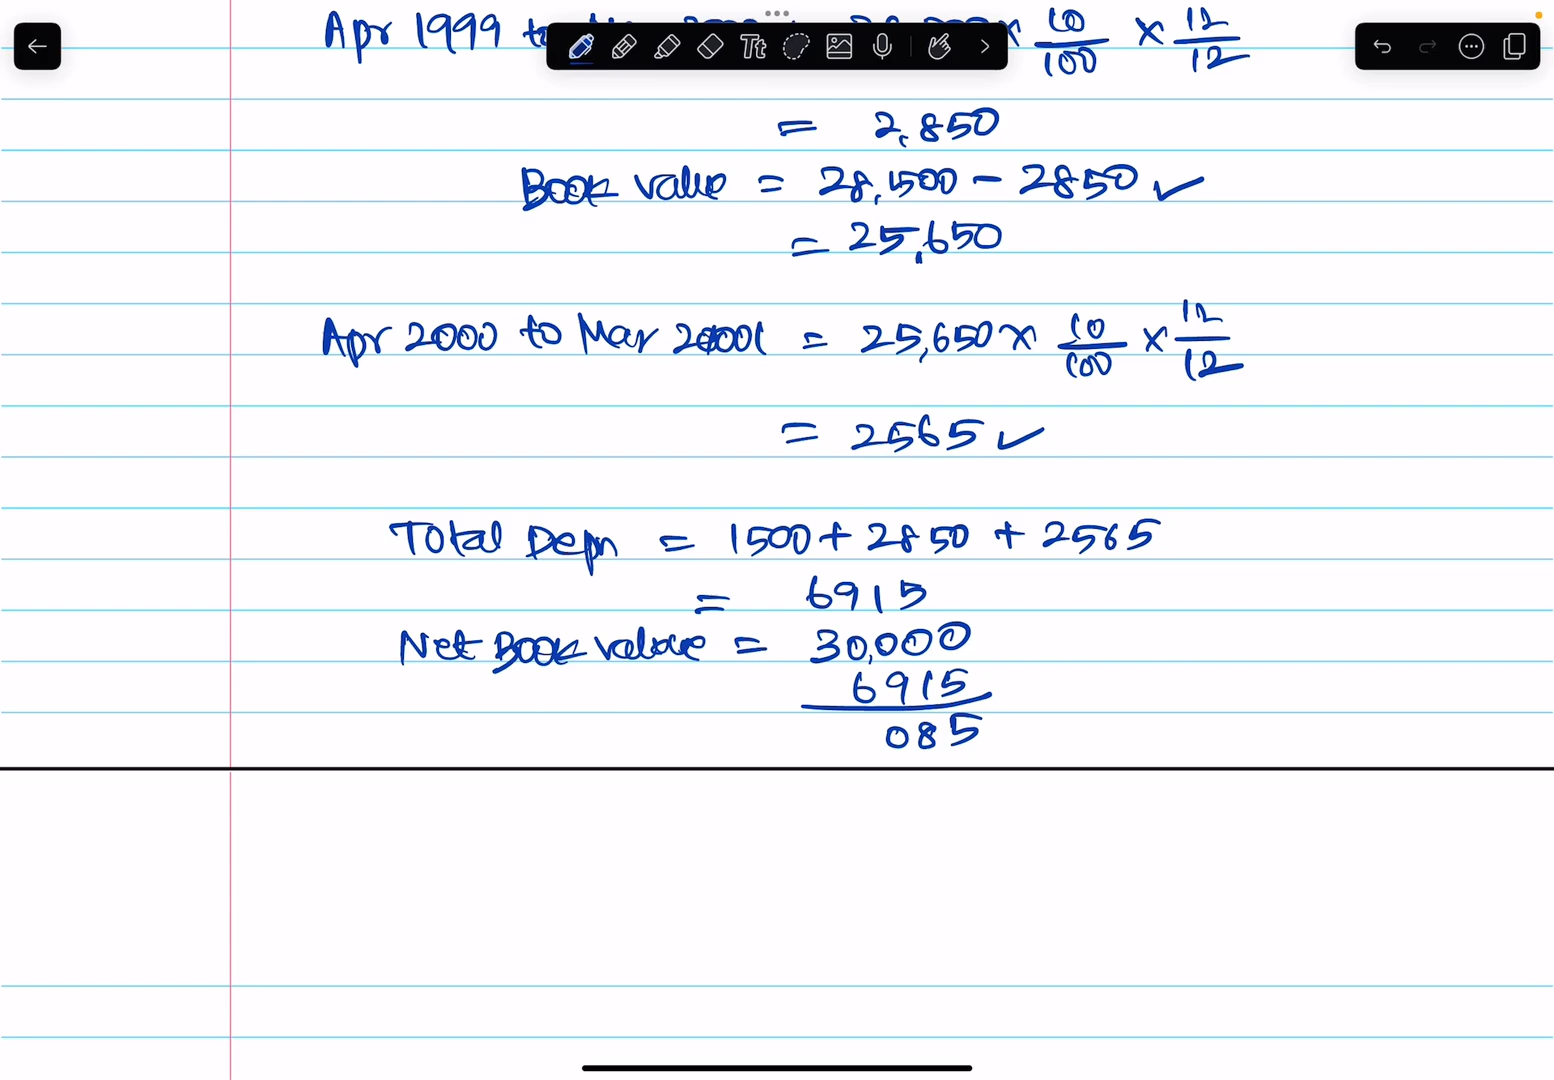 Apr 1999 to × 10/100 × 12/12
Tt
= 2,850
Book value = 28,500 - 2850 ✓
= 25,650
Apr 2000 to Mar 2001 = 25,650 × 10/100 × 12/12
= 2565 ✓
Total Depn = 1500 + 2850 + 2565
= 6915
Net Book value = 30,000
6915
085